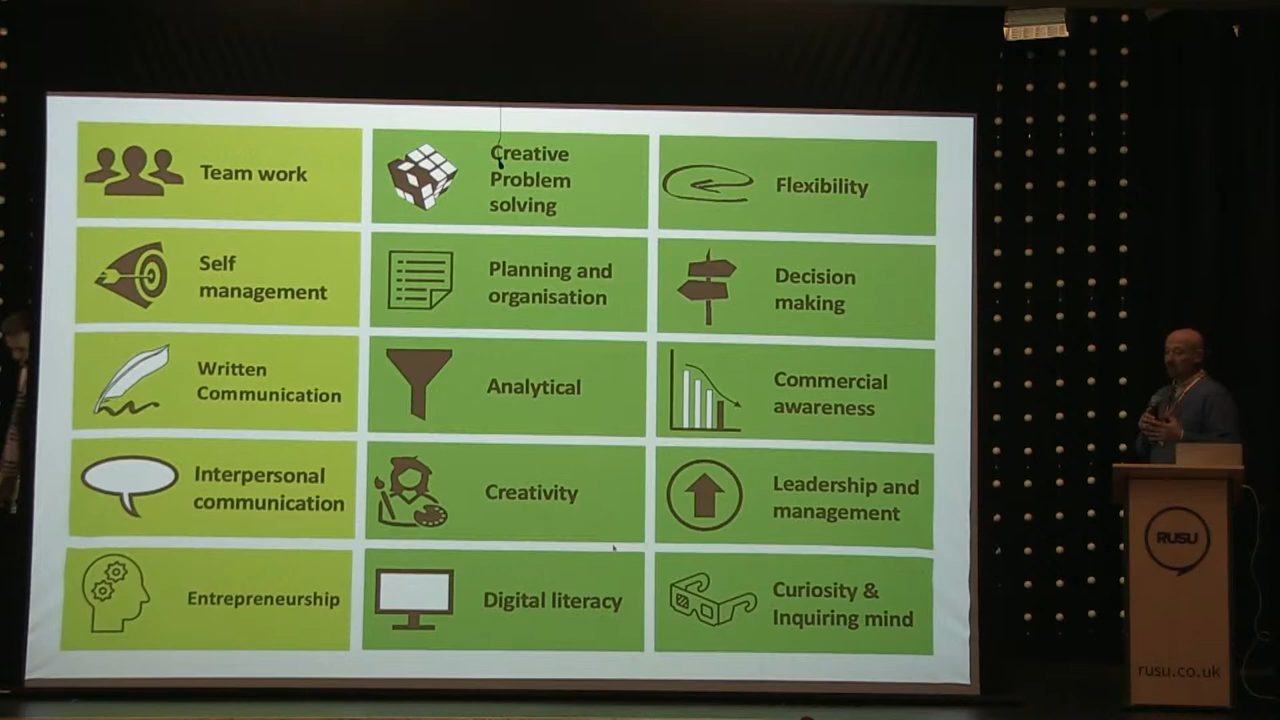 Team work
Creative
Problem
solving
Flexibility
Self
management
Planning and
organisation
Decision
making
Written
Communication
Analytical
Commercial
awareness
Interpersonal
communication
Creativity
Leadership and
management
Entrepreneurship
Digital literacy
Curiosity &
Inquiring mind
RUSU
rusu.co.uk